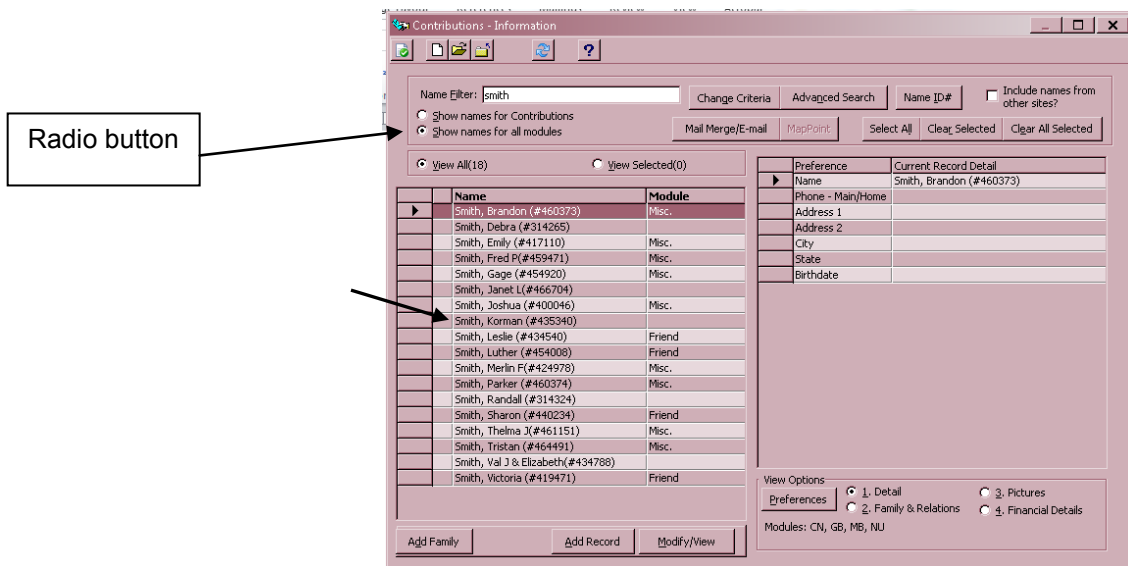 Contributions - Information
Name Filter: smith
Change Criteria
Advanced Search
Name ID#
Include names from
other sites?
Show names for Contributions
Show names for all modules
Mail Merge/E-mail
MapPoint
Select All
Clear Selected
Clear All Selected
Radio button
View All(18)
View Selected(0)
Name Module
Smith, Brandon (#460373) Misc.
Smith, Debra (#314265)
Smith, Emily (#417110) Misc.
Smith, Fred P(#459471) Misc.
Smith, Gage (#454920) Misc.
Smith, Janet L(#466704)
Smith, Joshua (#400046) Misc.
Smith, Korman (#435340)
Smith, Leslie (#434540) Friend
Smith, Luther (#454008) Friend
Smith, Merlin F(#424978) Misc.
Smith, Parker (#460374) Misc.
Smith, Randall (#314324)
Smith, Sharon (#440234) Friend
Smith, Thelma J(#461151) Misc.
Smith, Tristan (#464491) Misc.
Smith, Val J & Elizabeth(#434788)
Smith, Victoria (#419471) Friend
Preference Current Record Detail
Name Smith, Brandon (#460373)
Phone - Main/Home
Address 1
Address 2
City
State
Birthdate
View Options
Preferences
1. Detail
3. Pictures
2. Family & Relations
4. Financial Details
Modules: CN, GB, MB, NU
Add Family
Add Record
Modify/View